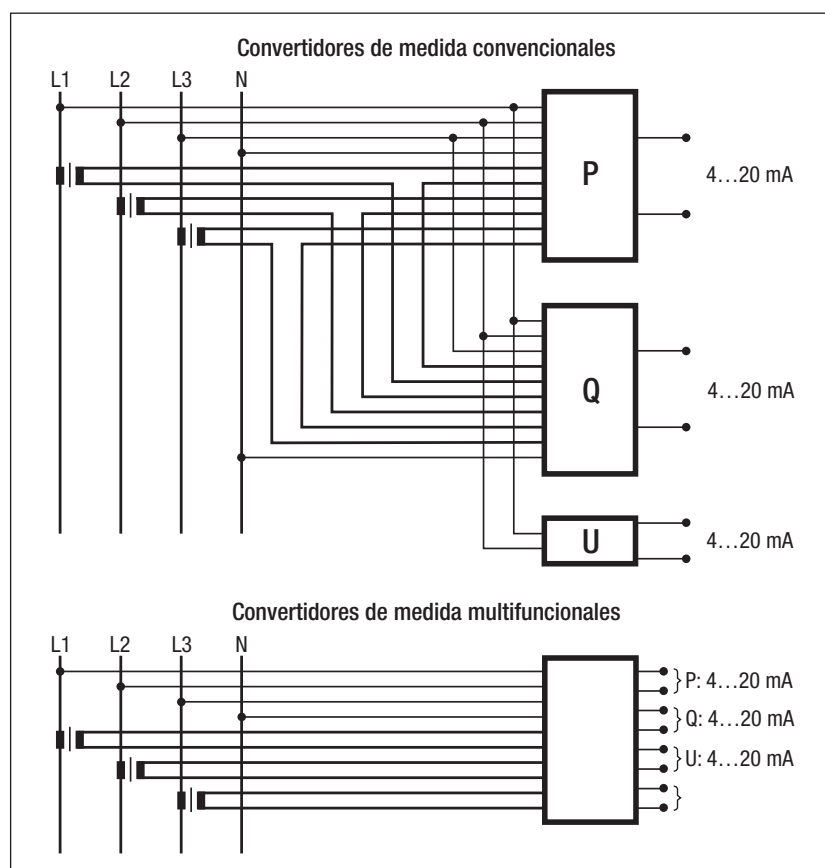 Convertidores de medida convencionales
L1 L2 L3 N
P
4…20 mA
Q
4…20 mA
U
4…20 mA
Convertidores de medida multifuncionales
L1 L2 L3 N
P: 4…20 mA
Q: 4…20 mA
U: 4…20 mA